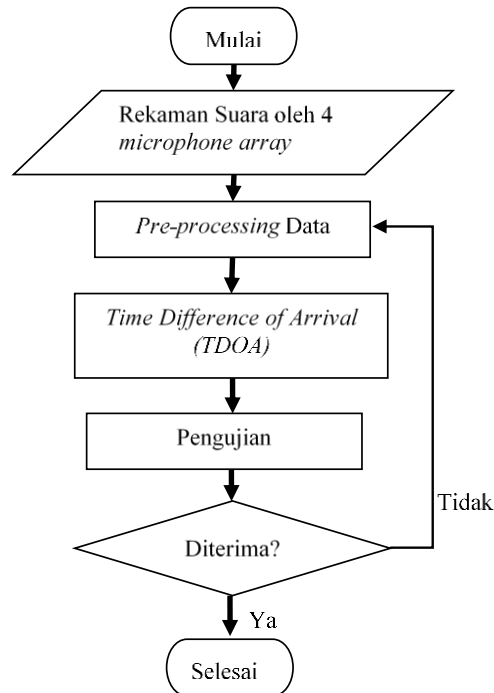 Mulai
Rekaman Suara oleh 4
microphone array
Pre-processing Data
Time Difference of Arrival
(TDOA)
Pengujian
Diterima?
Tidak
Ya
Selesai